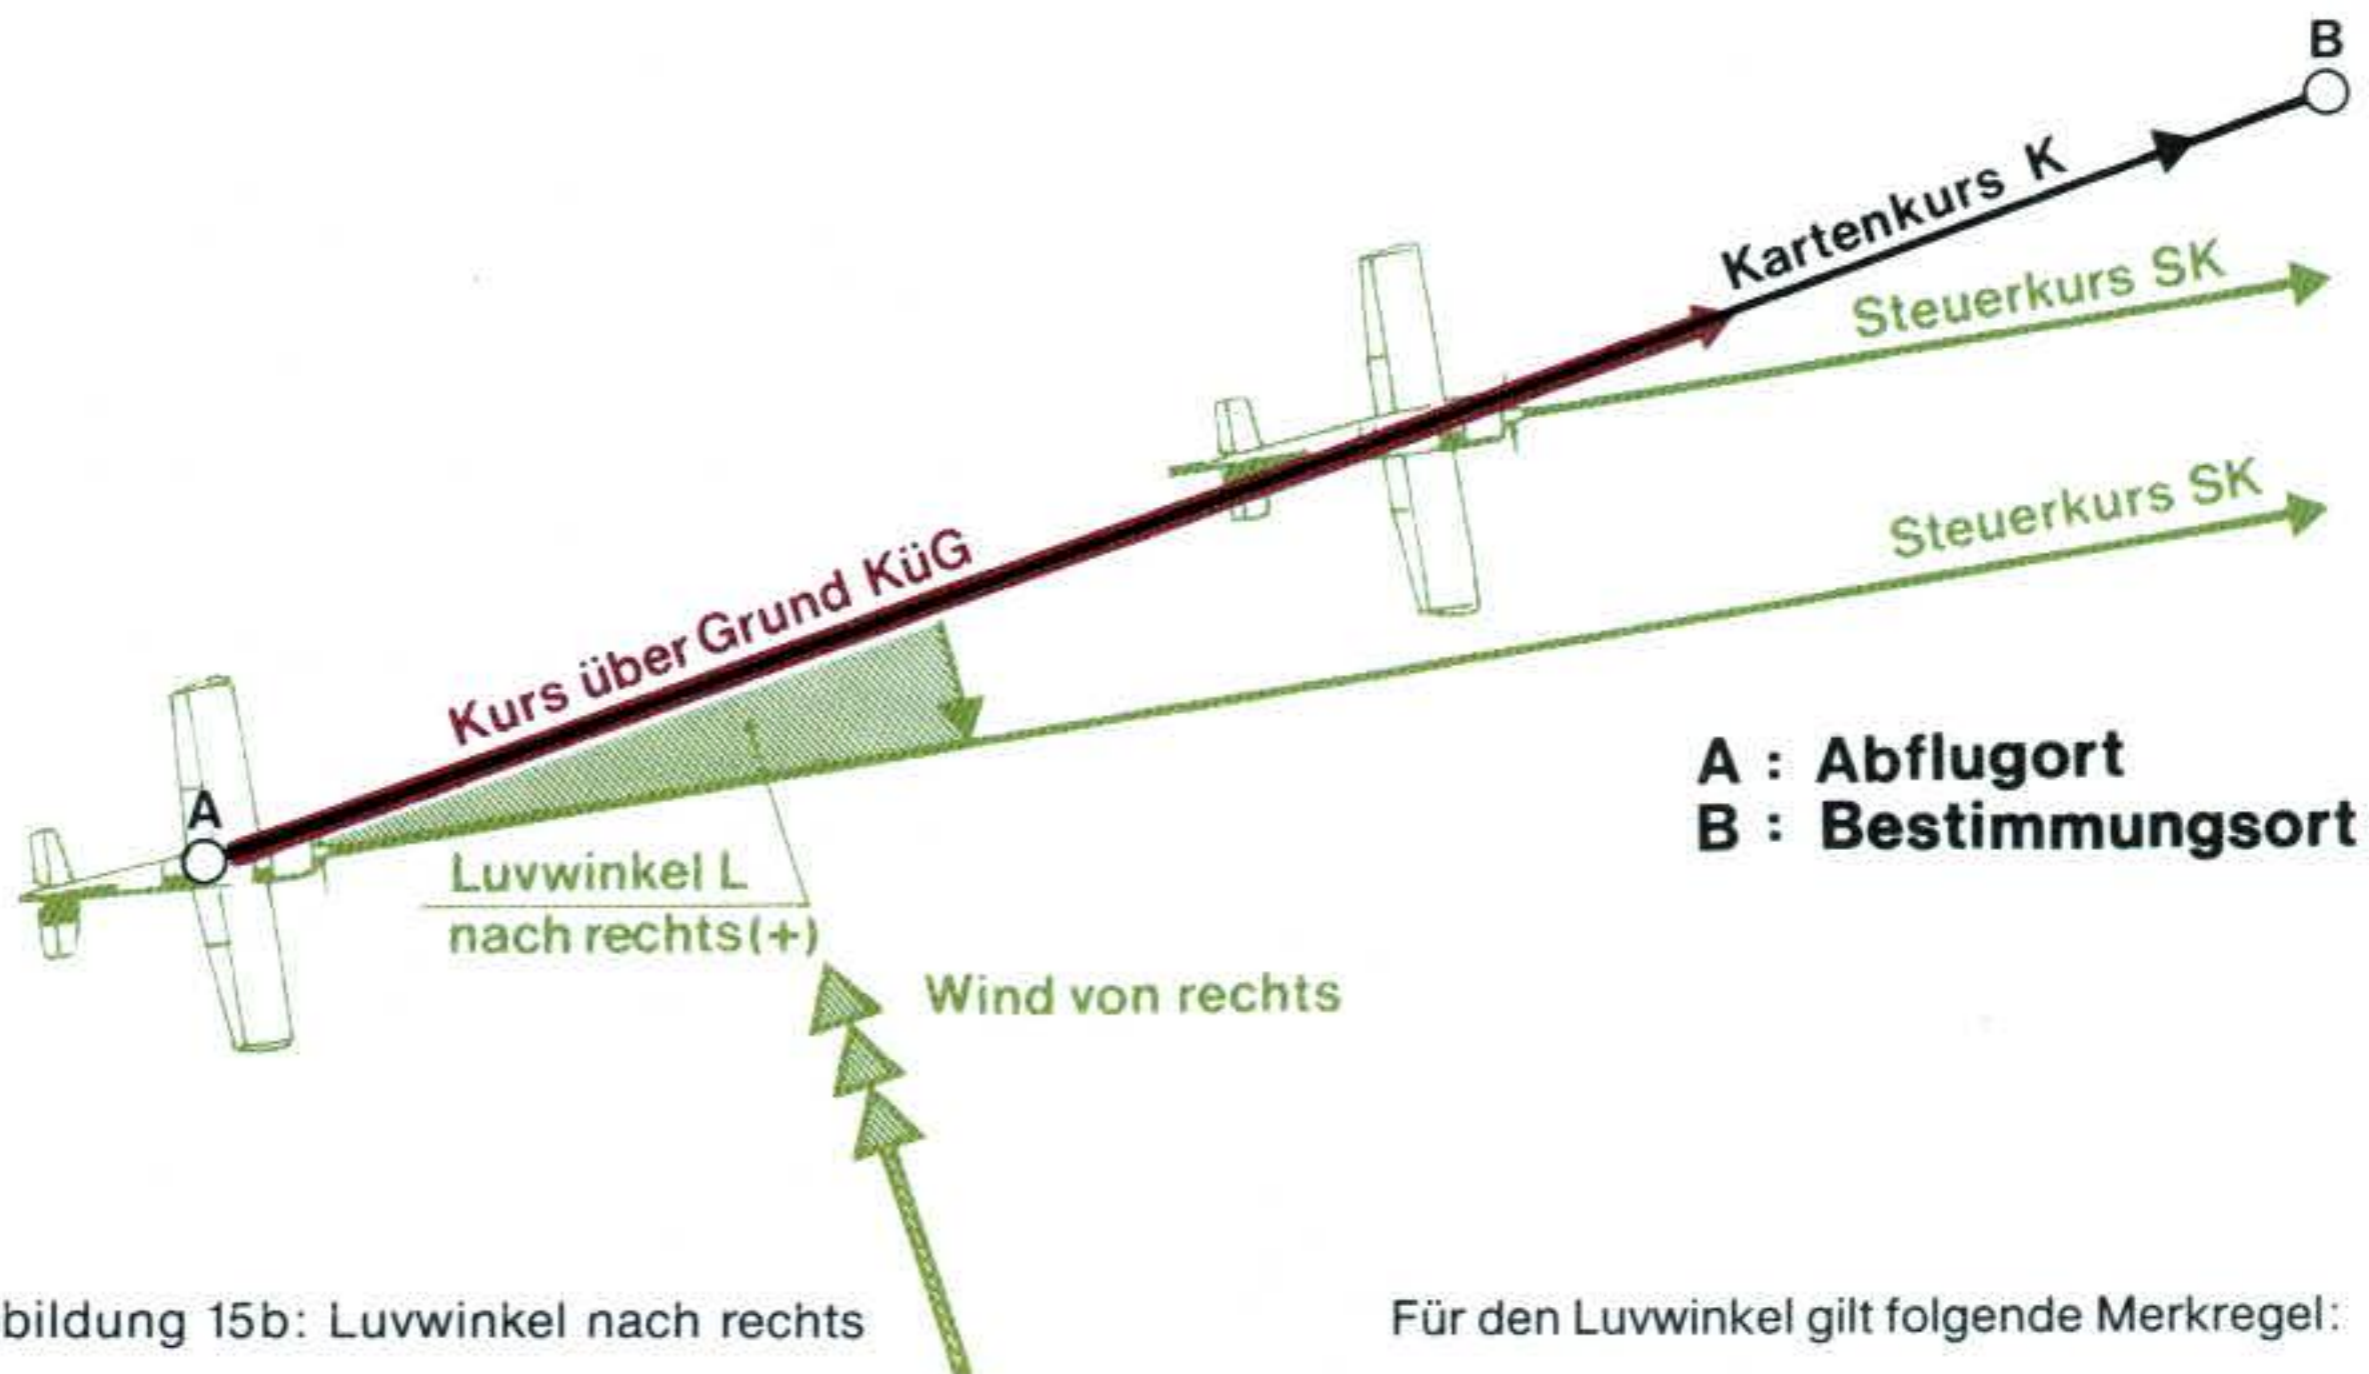 B
Kartenkurs K
Steuerkurs SK
Steuerkurs SK
Kurs über Grund KüG
A
A : Abflugort
B : Bestimmungsort
Luvwinkel L
nach rechts (+)
Wind von rechts
bildung 15b: Luvwinkel nach rechts
Für den Luvwinkel gilt folgende Merkregel: